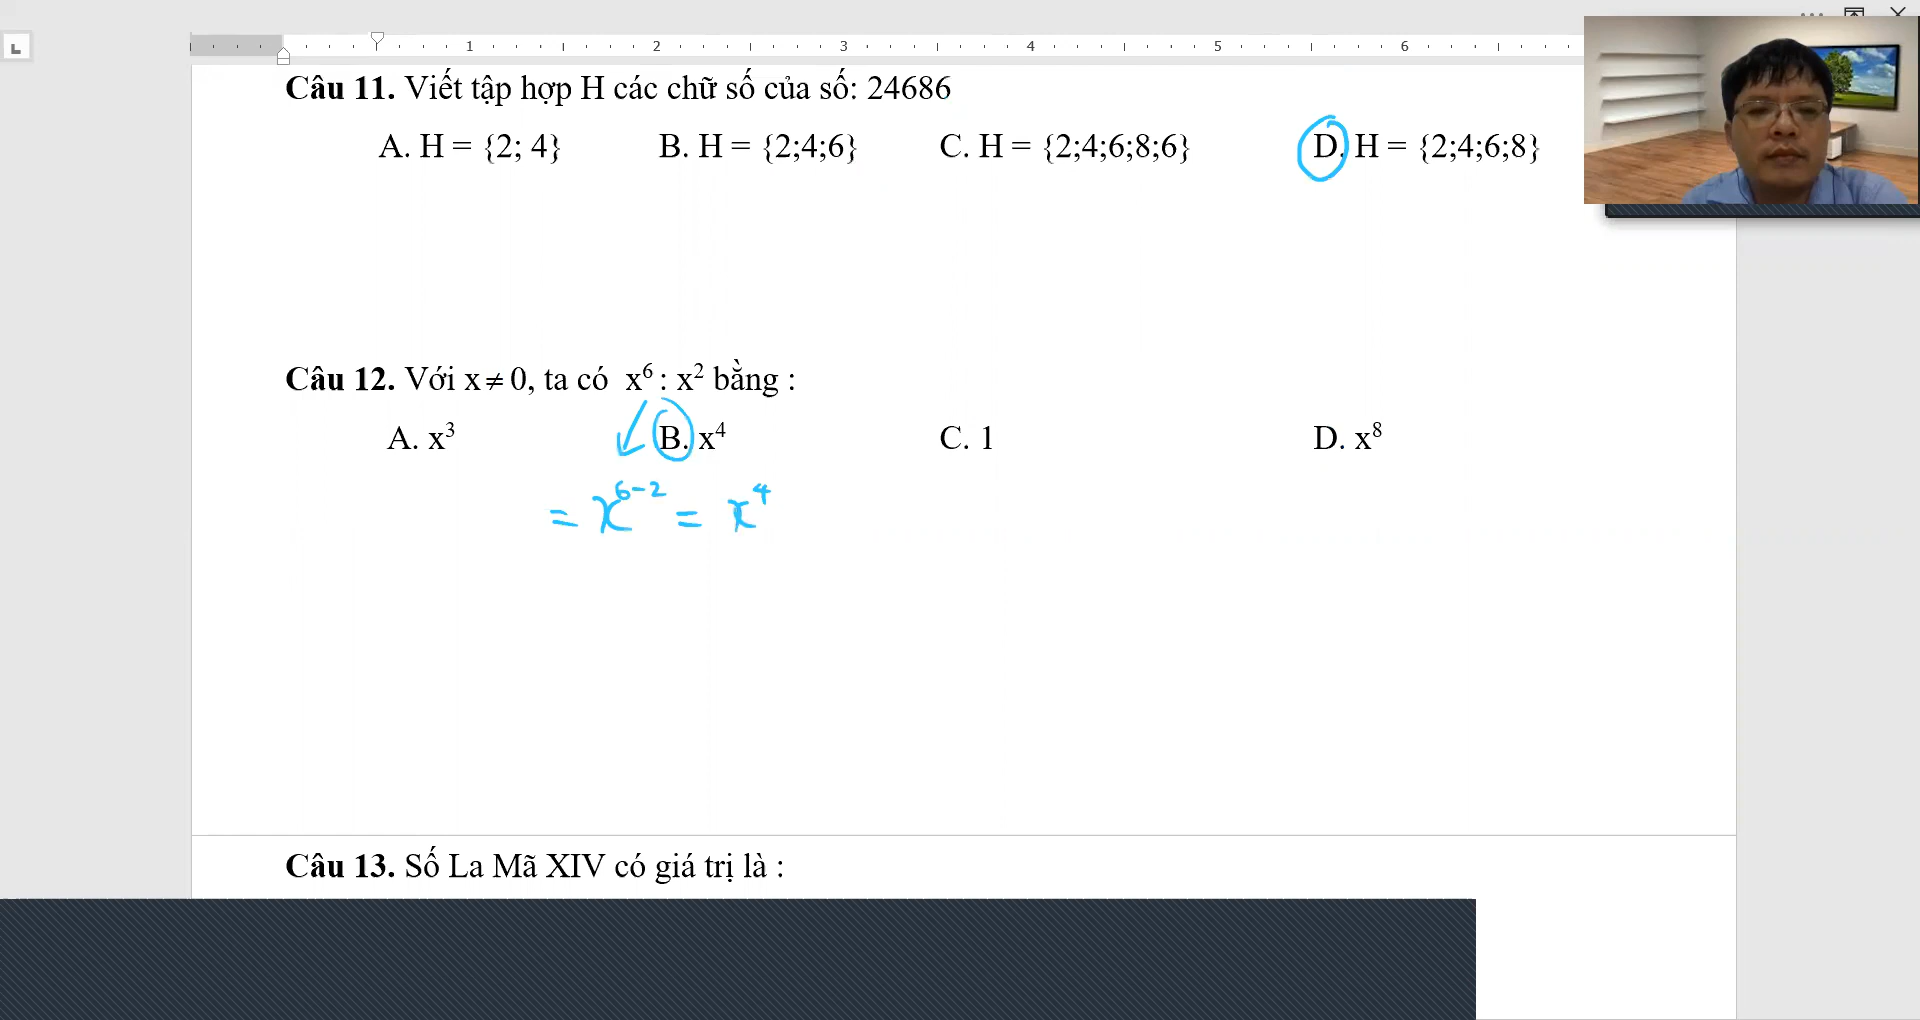 1 2 3 4 5 6
Câu 11. Viết tập hợp H các chữ số của số: 24686
A. H = {2; 4} B. H = {2;4;6} C. H = {2;4;6;8;6} D. H = {2;4;6;8}
Câu 12. Với x ≠ 0, ta có x⁶ : x² bằng :
A. x³ B. x⁴ C. 1 D. x⁸
= x⁶⁻² = x⁴
Câu 13. Số La Mã XIV có giá trị là :